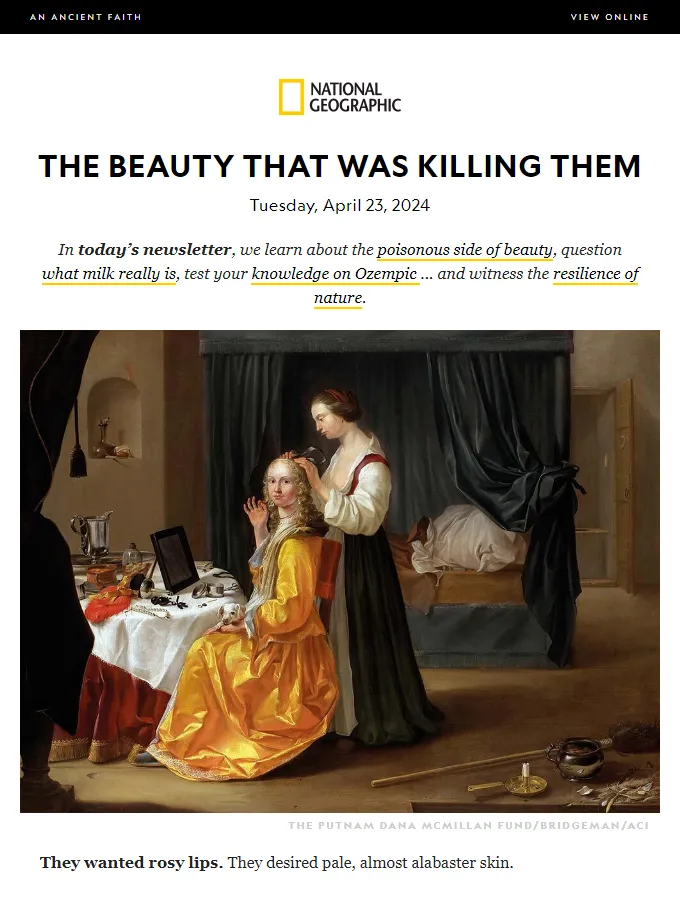 AN ANCIENT FAITH
VIEW ONLINE
NATIONAL
GEOGRAPHIC
THE BEAUTY THAT WAS KILLING THEM
Tuesday, April 23, 2024
In today’s newsletter, we learn about the poisonous side of beauty, question
what milk really is, test your knowledge on Ozempic ... and witness the resilience of
nature.
THE PUTNAM DANA MCMILLAN FUND/BRIDGEMAN/ACI
They wanted rosy lips. They desired pale, almost alabaster skin.